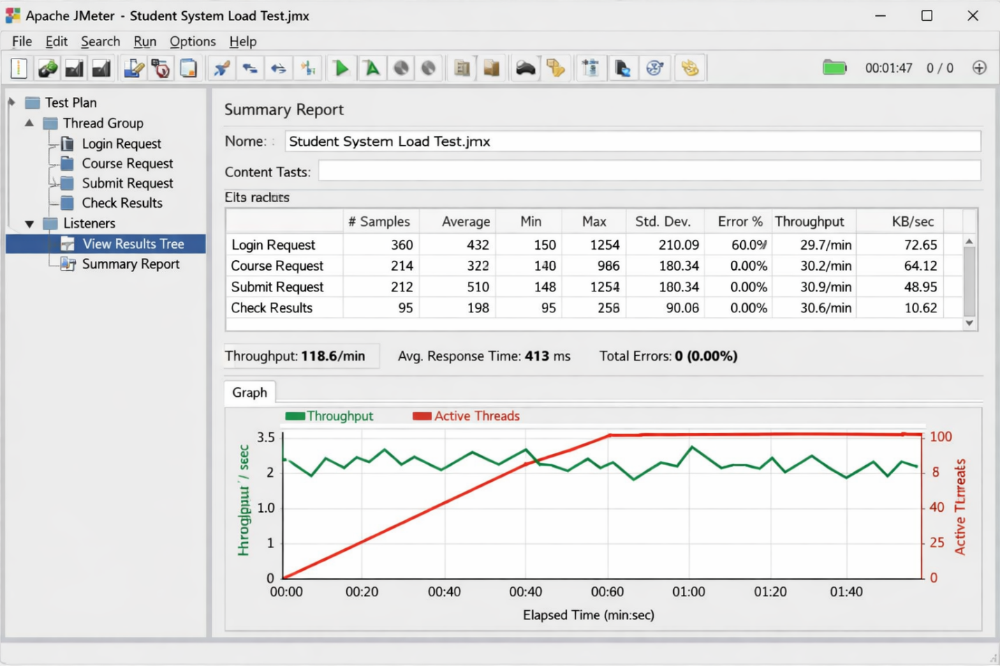 Apache JMeter - Student System Load Test.jmx
File Edit Search Run Options Help
00:01:47 0 / 0
Test Plan
Thread Group
Login Request
Course Request
Submit Request
Check Results
Listeners
View Results Tree
Summary Report
Summary Report
Nome: : Student System Load Test.jmx
Content Tasts:
Elts raclats
# Samples Average Min Max Std. Dev. Error % Throughput KB/sec
Login Request 360 432 150 1254 210.09 60.0% 29.7/min 72.65
Course Request 214 322 140 986 180.34 0.00% 30.2/min 64.12
Submit Request 212 510 148 1254 180.34 0.00% 30.9/min 48.95
Check Results 95 198 95 256 90.06 0.00% 30.6/min 10.62
Throughput: 118.6/min Avg. Response Time: 413 ms Total Errors: 0 (0.00%)
Graph
Throughput Active Threads
3.5 100
2 8
1.0 40
1 25
0 0
/ seec
Active
00:00 00:20 00:40 00:40 00:60 01:00 01:20 01:40
Elapsed Time (min:sec)